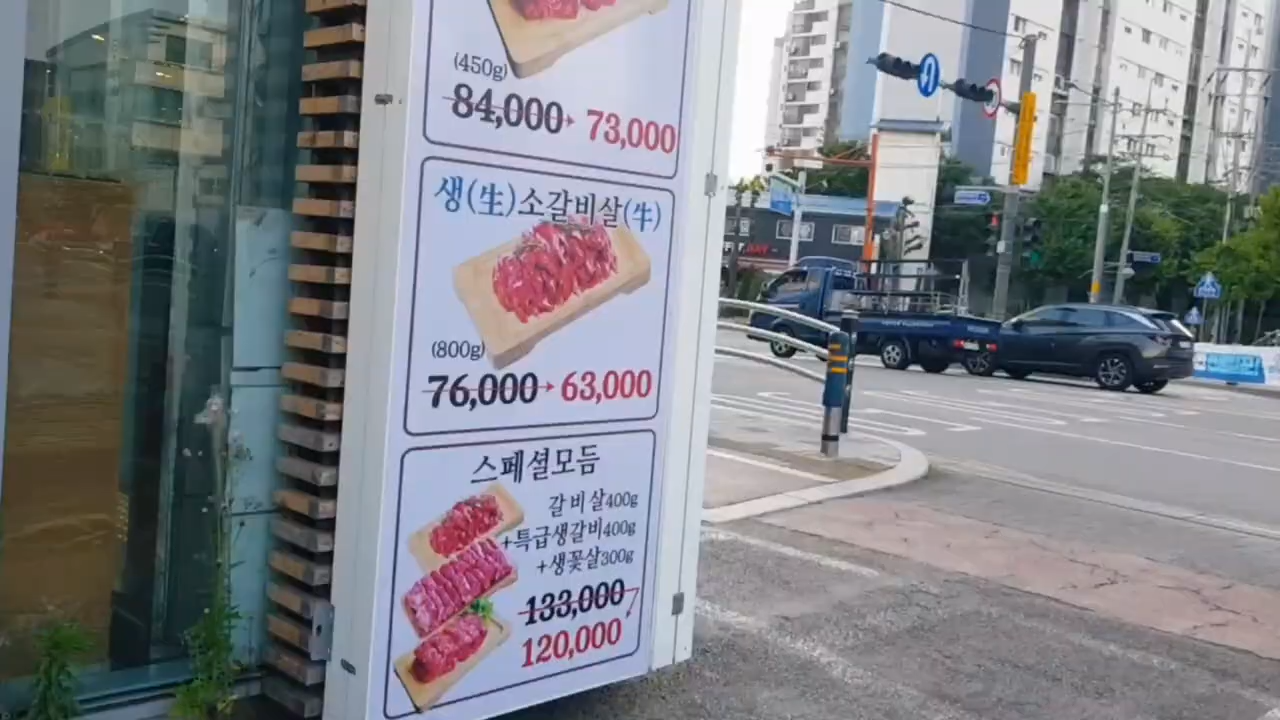 (450g)
84,000 → 73,000
생(生)소갈비살(牛)
(800g)
76,000 → 63,000
스페셜모듬
갈비살400g
+특급생갈비400g
+생꽃살300g
133,000
120,000